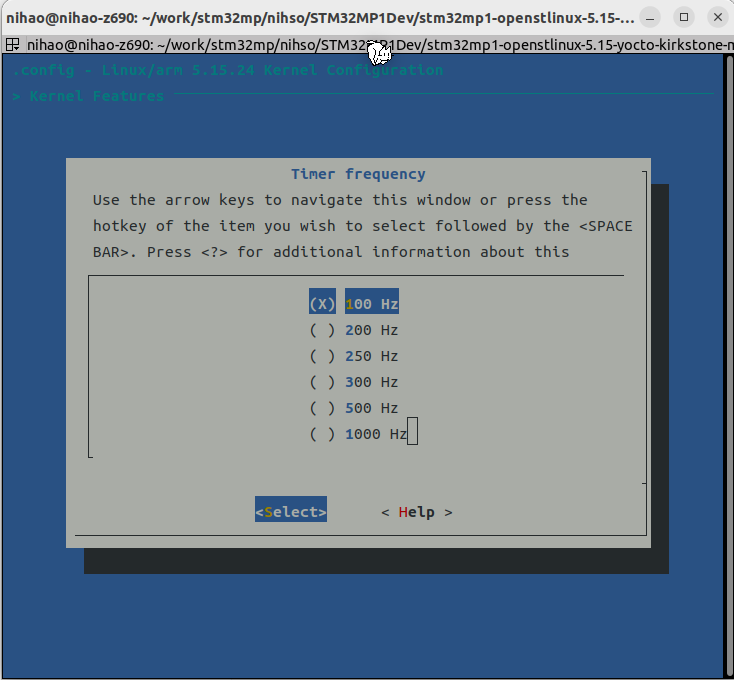 nihao@nihao-z690: ~/work/stm32mp/nihso/STM32MP1Dev/stm32mp1-openstlinux-5.15-...
nihao@nihao-z690: ~/work/stm32mp/nihso/STM32MP1Dev/stm32mp1-openstlinux-5.15-yocto-kirkstone-m
.config - Linux/arm 5.15.24 Kernel Configuration
> Kernel Features
Timer frequency
Use the arrow keys to navigate this window or press the
hotkey of the item you wish to select followed by the <SPACE
BAR>. Press <?> for additional information about this
(X) 100 Hz
( ) 200 Hz
( ) 250 Hz
( ) 300 Hz
( ) 500 Hz
( ) 1000 Hz
<Select> < Help >